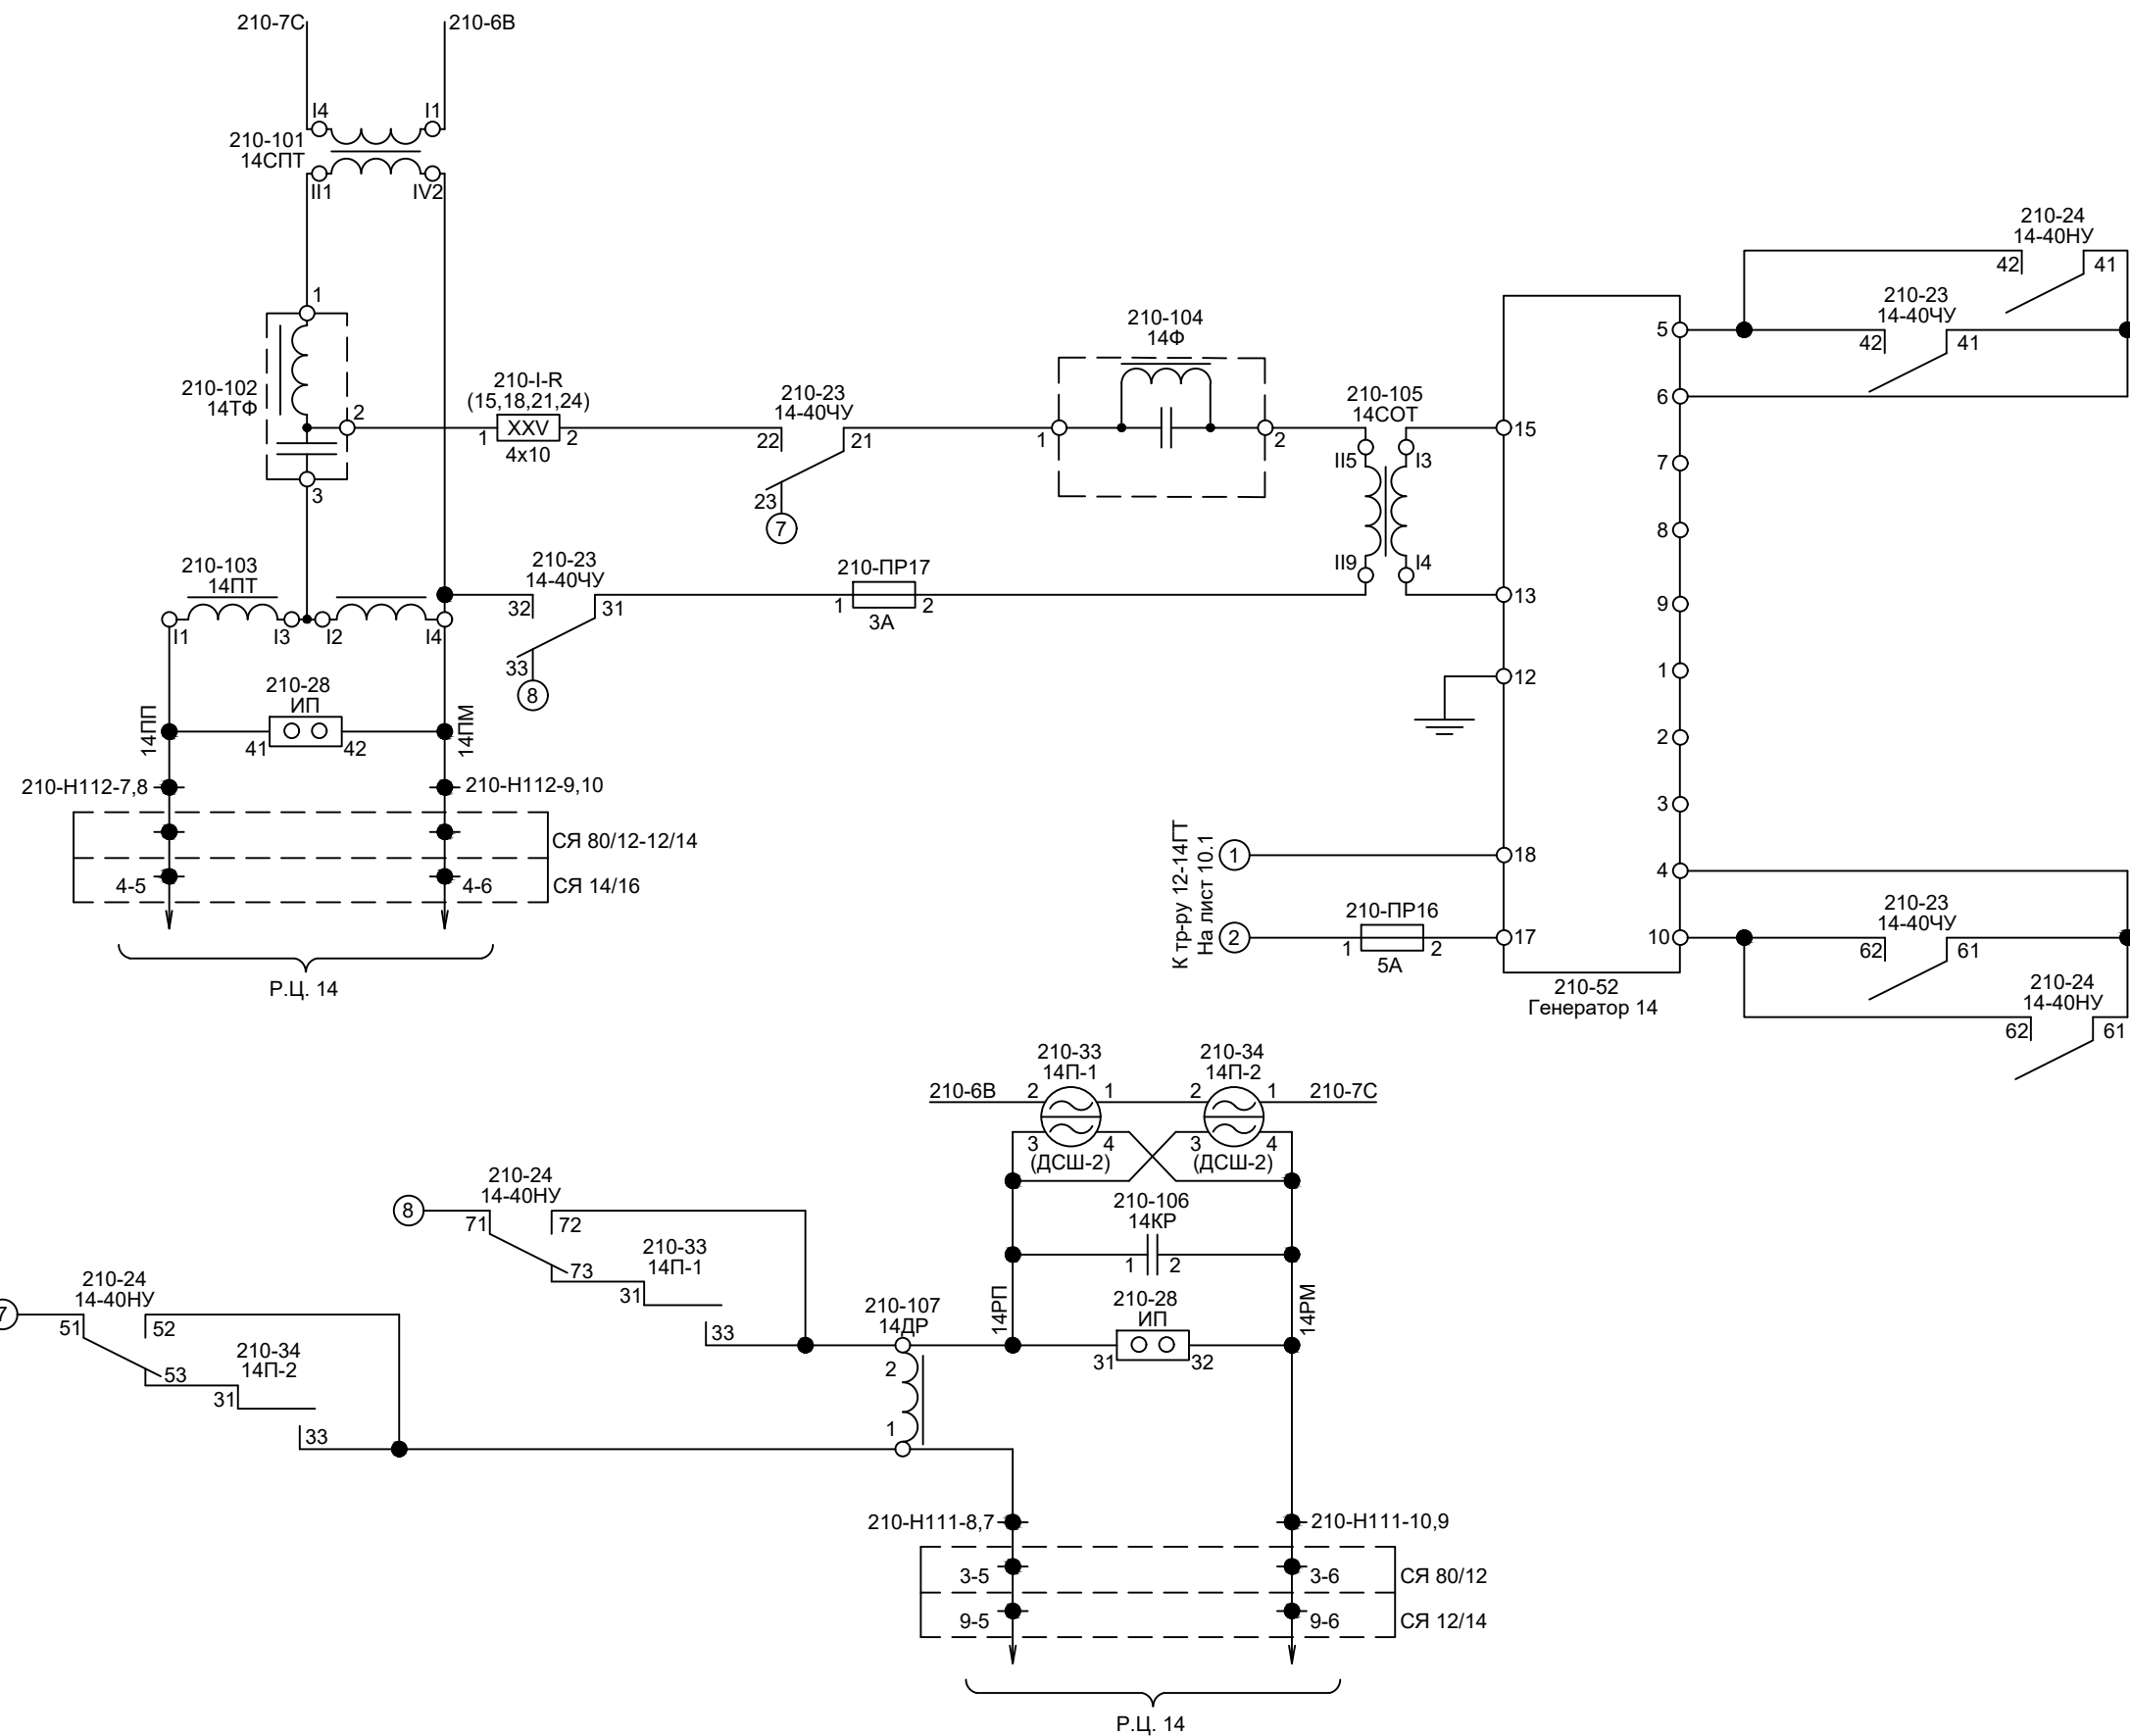 210-7С
210-6В
I4
I1
210-101
14СПТ
II1
IV2
1
210-102
14ТФ
2
3
210-I-R
(15,18,21,24)
1
XXV
2
4х10
210-23
14-40ЧУ
22
21
23
7
210-104
14Ф
1
2
210-105
14СОТ
II5
I3
II9
I4
210-103
14ПТ
I1
I3
I2
I4
210-23
14-40ЧУ
32
31
33
8
210-ПР17
1
2
3А
210-28
ИП
41
42
14ПП
14ПМ
210-Н112-7,8
210-Н112-9,10
СЯ 80/12-12/14
4-5
4-6
СЯ 14/16
Р.Ц. 14
15
13
12
18
17
5
6
7
8
9
1
2
3
4
10
210-52
Генератор 14
К тр-ру 12-14ГТ
На лист 10.1
1
2
210-ПР16
1
2
5А
210-24
14-40НУ
42
41
210-23
14-40ЧУ
42
41
210-23
14-40ЧУ
62
61
210-24
14-40НУ
62
61
210-33
14П-1
210-34
14П-2
210-6В
2
1
2
1
210-7С
3
4
3
4
(ДСШ-2)
(ДСШ-2)
210-106
14КР
1
2
210-28
ИП
31
32
14РП
14РМ
8
210-24
14-40НУ
71
72
73
210-33
14П-1
31
33
7
210-24
14-40НУ
51
52
53
210-34
14П-2
31
33
210-107
14ДР
2
1
210-Н111-8,7
210-Н111-10,9
3-5
3-6
СЯ 80/12
9-5
9-6
СЯ 12/14
Р.Ц. 14